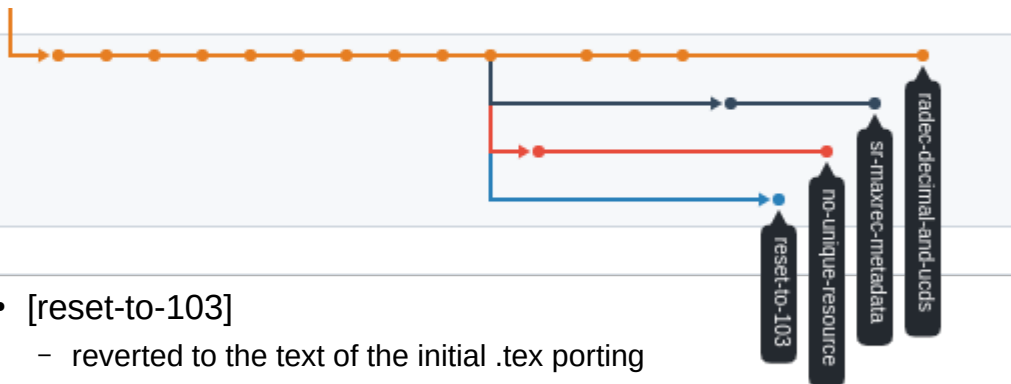 radec-decimal-and-ucds
sr-maxrec-metadata
no-unique-resource
reset-to-103
• [reset-to-103]
– reverted to the text of the initial .tex porting